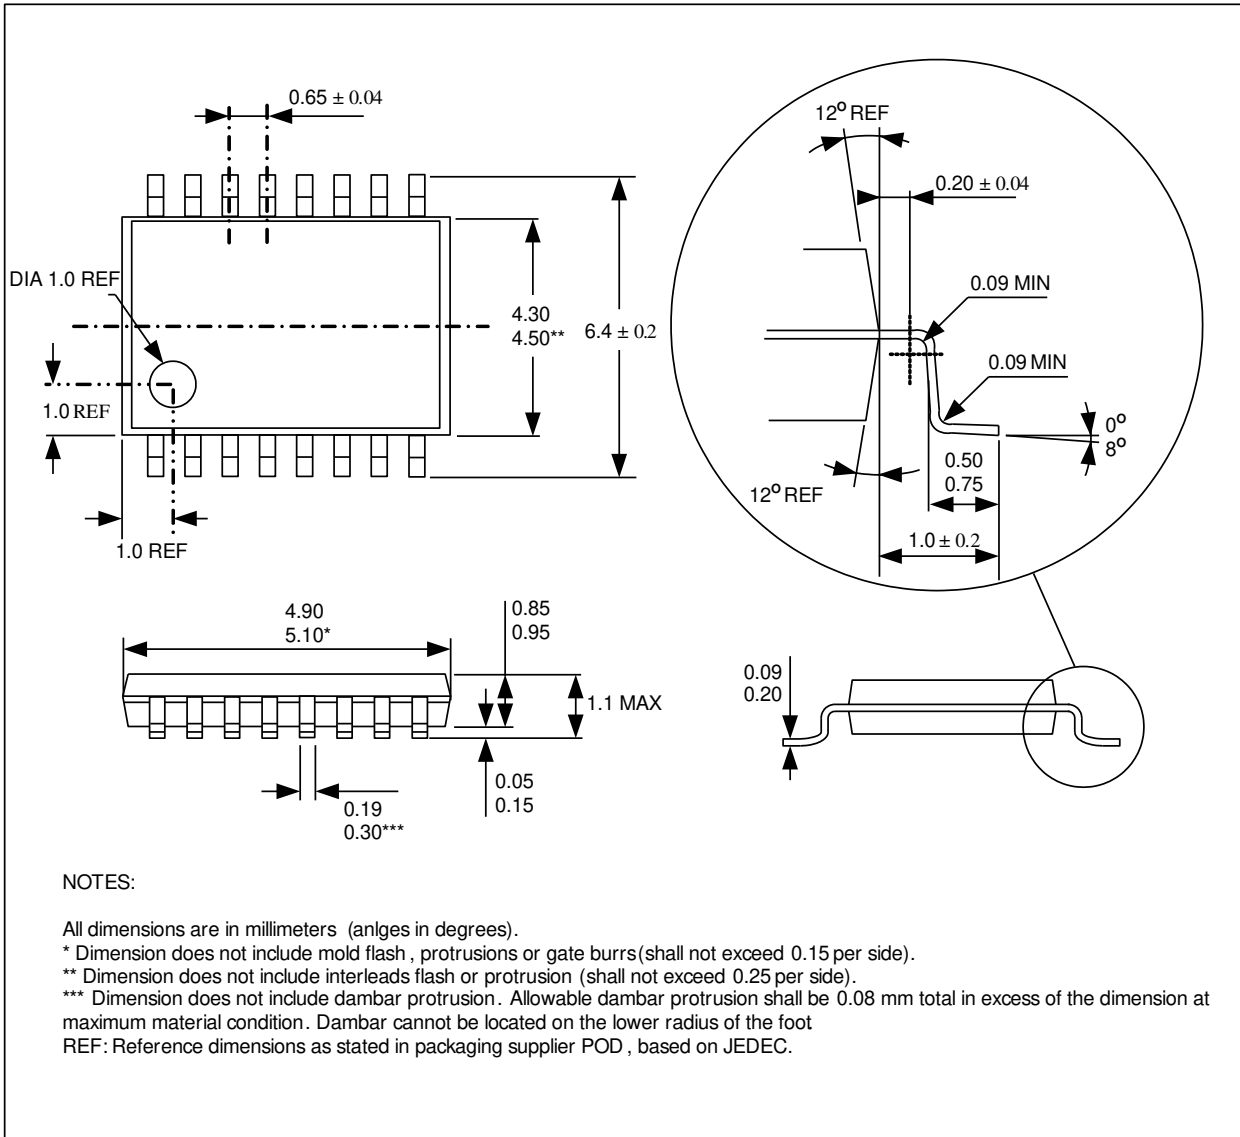 0.65 ± 0.04
DIA 1.0 REF
4.30
4.50**
6.4 ± 0.2
1.0 REF
1.0 REF
12° REF
0.20 ± 0.04
0.09 MIN
0.09 MIN
0°
8°
0.50
0.75
12° REF
1.0 ± 0.2
4.90
5.10*
0.85
0.95
1.1 MAX
0.05
0.15
0.19
0.30***
0.09
0.20
NOTES:
All dimensions are in millimeters (anlges in degrees).
* Dimension does not include mold flash, protrusions or gate burrs(shall not exceed 0.15 per side).
** Dimension does not include interleads flash or protrusion (shall not exceed 0.25 per side).
*** Dimension does not include dambar protrusion. Allowable dambar protrusion shall be 0.08 mm total in excess of the dimension at
maximum material condition. Dambar cannot be located on the lower radius of the foot
REF: Reference dimensions as stated in packaging supplier POD, based on JEDEC.